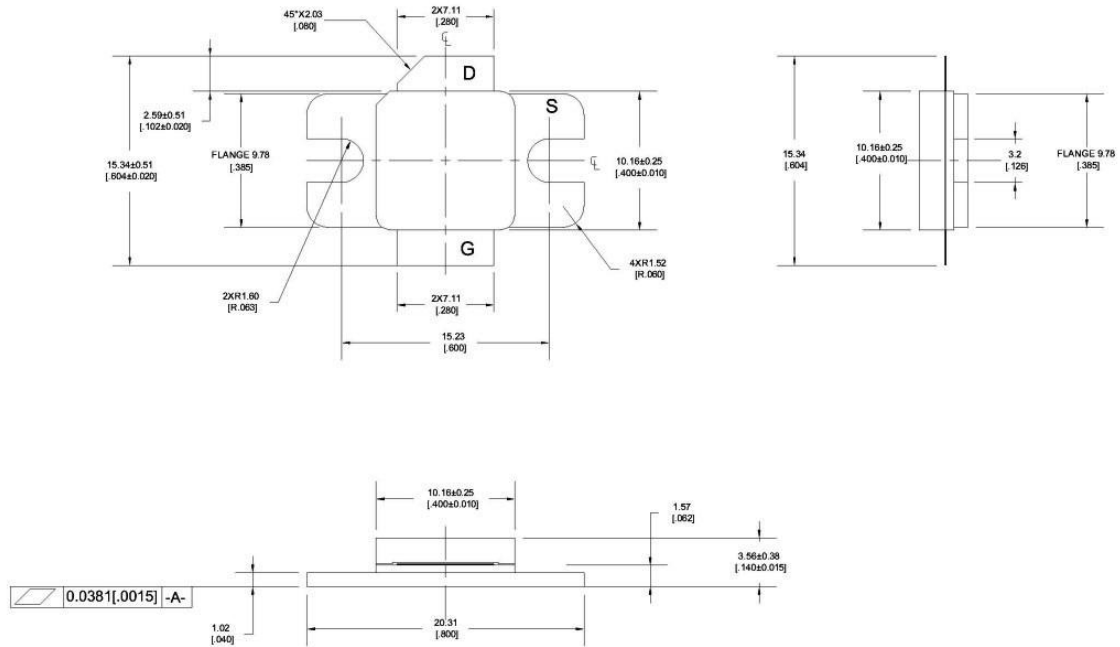 45°X2.03
[.080]
2X7.11
[.280]
D
S
2.59±0.51
[.102±0.020]
15.34±0.51
[.604±0.020]
FLANGE 9.78
[.385]
10.16±0.25
[.400±0.010]
G
2XR1.60
[R.063]
4XR1.52
[R.060]
2X7.11
[.280]
15.23
[.600]
15.34
[.604]
10.16±0.25
[.400±0.010]
3.2
[.126]
FLANGE 9.78
[.385]
10.16±0.25
[.400±0.010]
1.57
[.062]
3.56±0.38
[.140±0.015]
0.0381[.0015] -A-
1.02
[.040]
20.31
[.800]